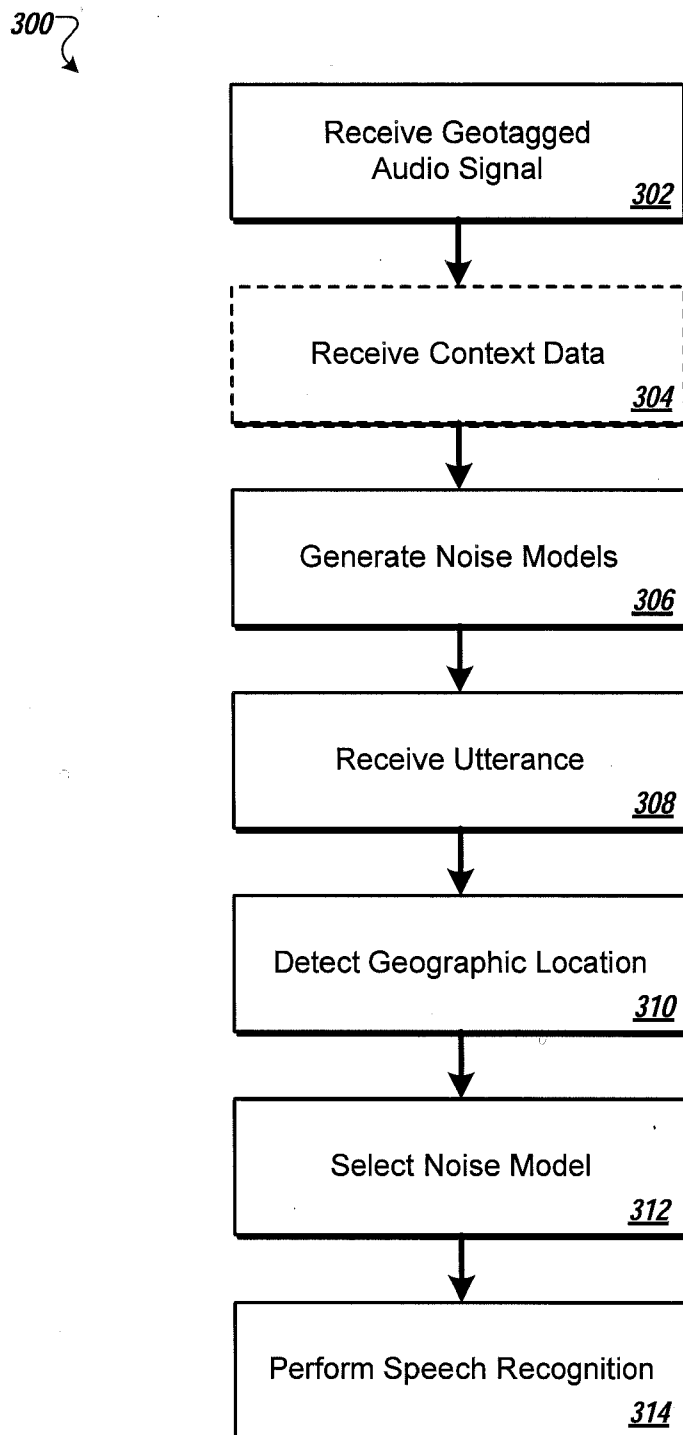 300
Receive Geotagged
Audio Signal
302
Receive Context Data
304
Generate Noise Models
306
Receive Utterance
308
Detect Geographic Location
310
Select Noise Model
312
Perform Speech Recognition
314